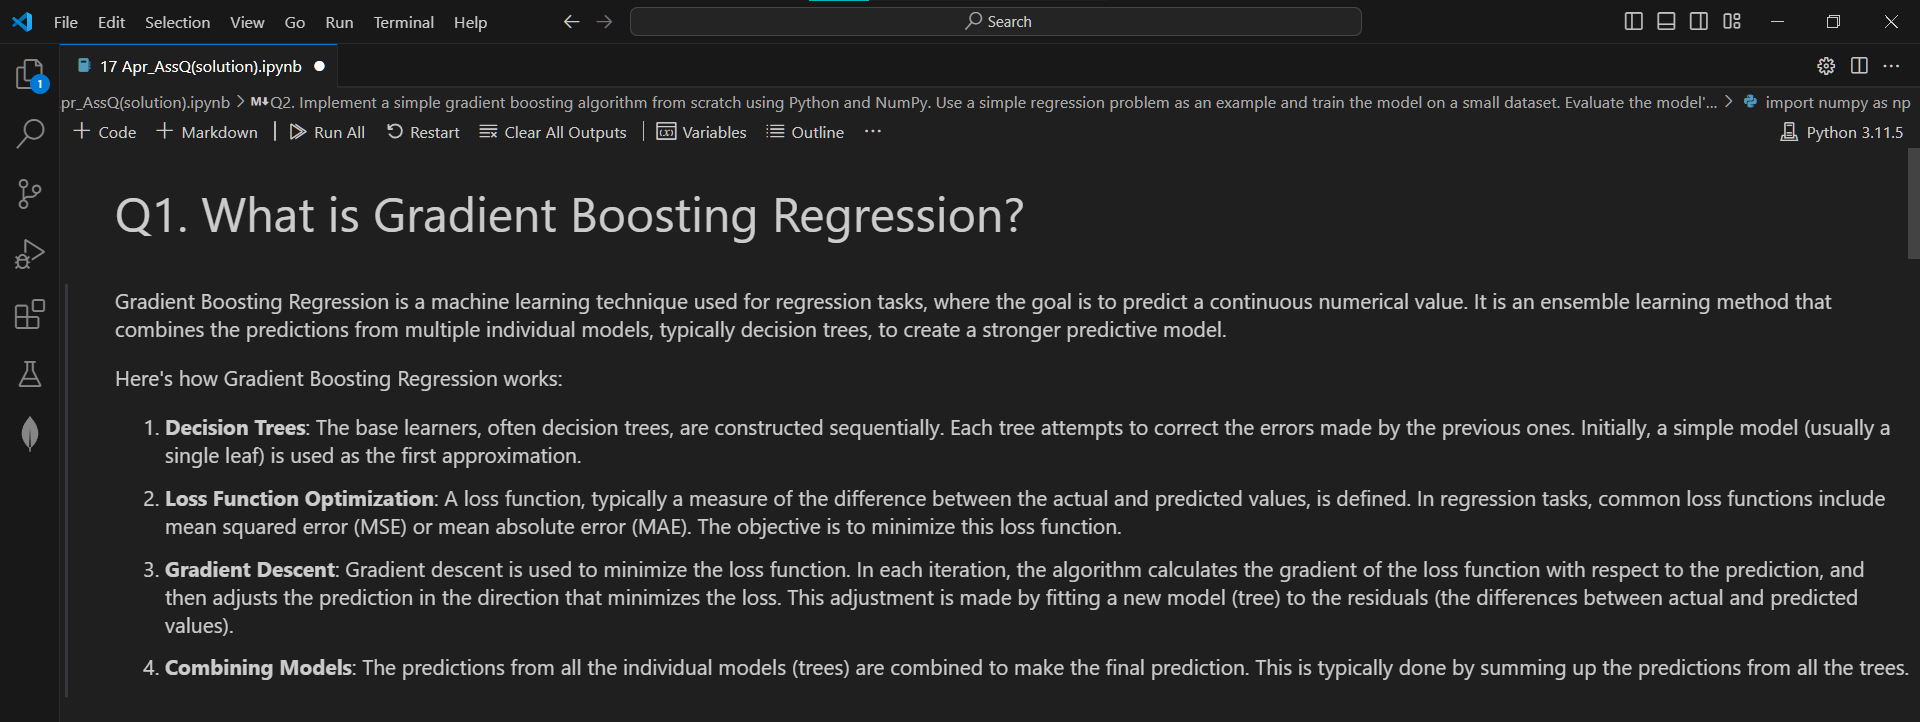 File Edit Selection View Go Run Terminal Help
Search
1
17 Apr_AssQ(solution).ipynb
pr_AssQ(solution).ipynb > M↓Q2. Implement a simple gradient boosting algorithm from scratch using Python and NumPy. Use a simple regression problem as an example and train the model on a small dataset. Evaluate the model'... > import numpy as np
+ Code + Markdown | Run All Restart Clear All Outputs | Variables Outline ...
Python 3.11.5
Q1. What is Gradient Boosting Regression?
Gradient Boosting Regression is a machine learning technique used for regression tasks, where the goal is to predict a continuous numerical value. It is an ensemble learning method that
combines the predictions from multiple individual models, typically decision trees, to create a stronger predictive model.
Here's how Gradient Boosting Regression works:
1. Decision Trees: The base learners, often decision trees, are constructed sequentially. Each tree attempts to correct the errors made by the previous ones. Initially, a simple model (usually a
single leaf) is used as the first approximation.
2. Loss Function Optimization: A loss function, typically a measure of the difference between the actual and predicted values, is defined. In regression tasks, common loss functions include
mean squared error (MSE) or mean absolute error (MAE). The objective is to minimize this loss function.
3. Gradient Descent: Gradient descent is used to minimize the loss function. In each iteration, the algorithm calculates the gradient of the loss function with respect to the prediction, and
then adjusts the prediction in the direction that minimizes the loss. This adjustment is made by fitting a new model (tree) to the residuals (the differences between actual and predicted
values).
4. Combining Models: The predictions from all the individual models (trees) are combined to make the final prediction. This is typically done by summing up the predictions from all the trees.